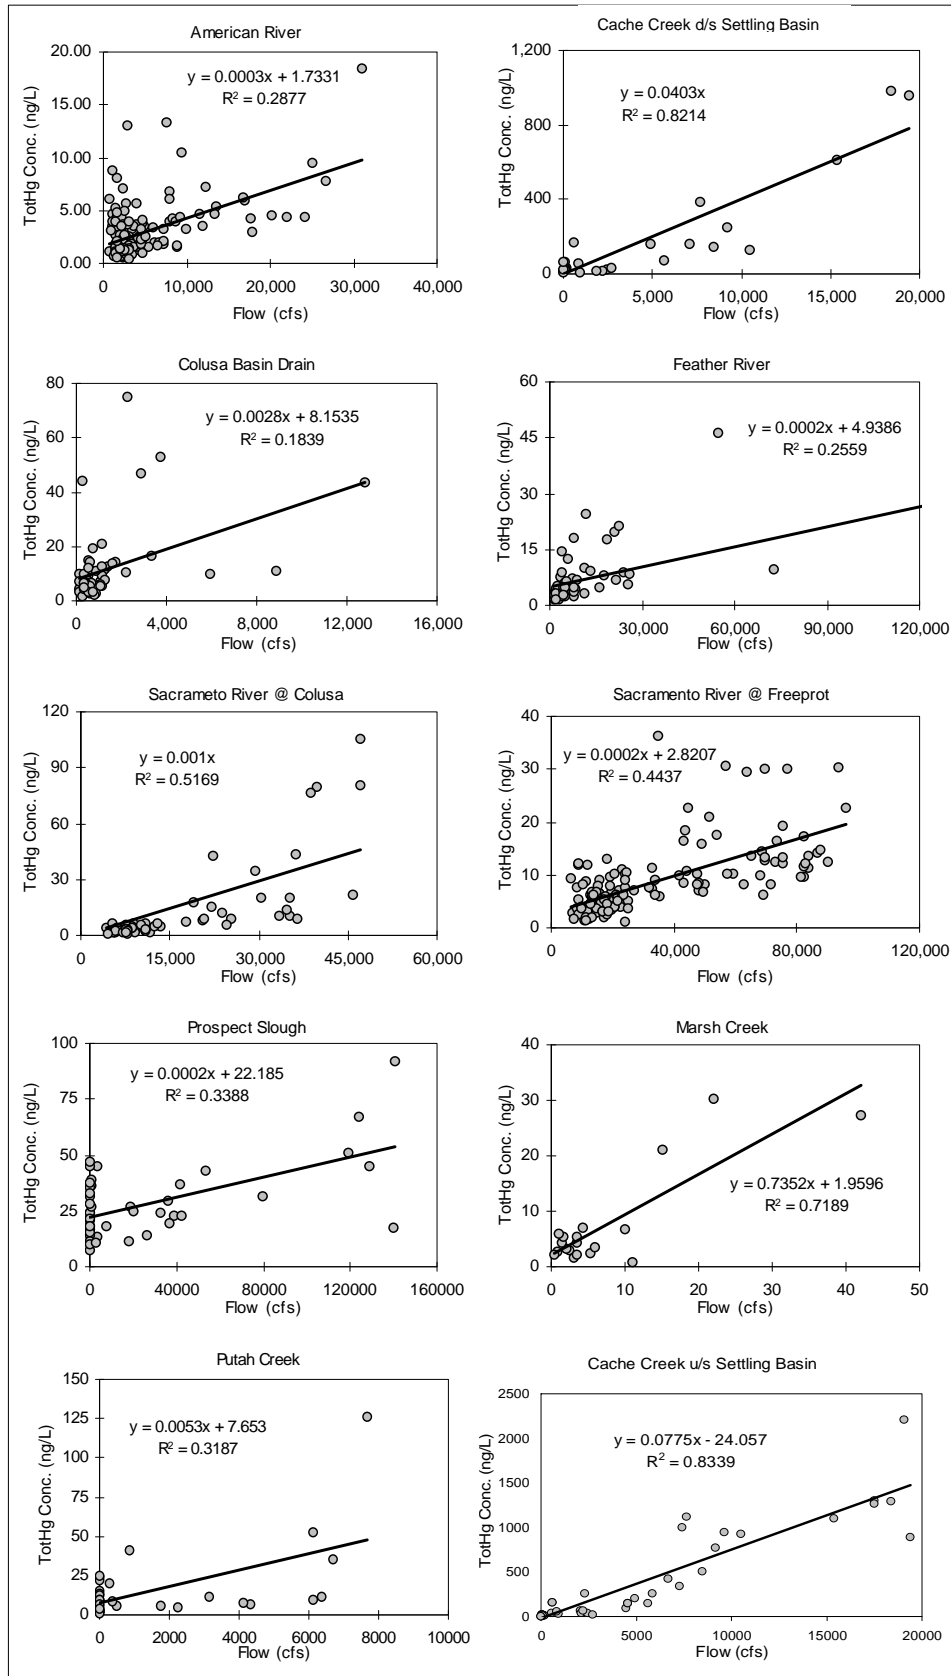 American River
20.00
15.00
10.00
5.00
0.00
TotHg Conc. (ng/L)
y = 0.0003x + 1.7331
R² = 0.2877
0 10,000 20,000 30,000 40,000
Flow (cfs)
Cache Creek d/s Settling Basin
1,200
800
400
0
TotHg Conc. (ng/L)
y = 0.0403x
R² = 0.8214
0 5,000 10,000 15,000 20,000
Flow (cfs)
Colusa Basin Drain
80
60
40
20
0
TotHg Conc. (ng/L)
y = 0.0028x + 8.1535
R² = 0.1839
0 4,000 8,000 12,000 16,000
Flow (cfs)
Feather River
60
45
30
15
0
TotHg Conc. (ng/L)
y = 0.0002x + 4.9386
R² = 0.2559
0 30,000 60,000 90,000 120,000
Flow (cfs)
Sacrameto River @ Colusa
120
90
60
30
0
TotHg Conc. (ng/L)
y = 0.001x
R² = 0.5169
0 15,000 30,000 45,000 60,000
Flow (cfs)
Sacramento River @ Freeprot
40
30
20
10
0
TotHg Conc. (ng/L)
y = 0.0002x + 2.8207
R² = 0.4437
0 40,000 80,000 120,000
Flow (cfs)
Prospect Slough
100
75
50
25
0
TotHg Conc. (ng/L)
y = 0.0002x + 22.185
R² = 0.3388
0 40000 80000 120000 160000
Flow (cfs)
Marsh Creek
40
30
20
10
0
TotHg Conc. (ng/L)
y = 0.7352x + 1.9596
R² = 0.7189
0 10 20 30 40 50
Flow (cfs)
Putah Creek
150
125
100
75
50
25
0
TotHg Conc. (ng/L)
y = 0.0053x + 7.653
R² = 0.3187
0 2000 4000 6000 8000 10000
Flow (cfs)
Cache Creek u/s Settling Basin
2500
2000
1500
1000
500
0
TotHg Conc. (ng/L)
y = 0.0775x - 24.057
R² = 0.8339
0 5000 10000 15000 20000
Flow (cfs)